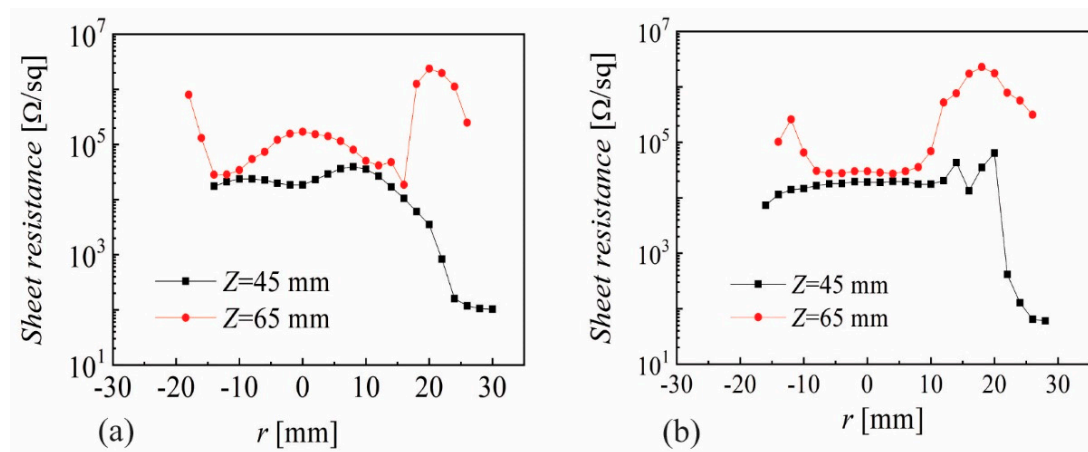 Sheet resistance [Ω/sq]
10^7
10^5
10^3
10^1
Z=45 mm
Z=65 mm
-30 -20 -10 0 10 20 30
(a) r [mm]
Sheet resistance [Ω/sq]
10^7
10^5
10^3
10^1
Z=45 mm
Z=65 mm
-30 -20 -10 0 10 20 30
(b) r [mm]